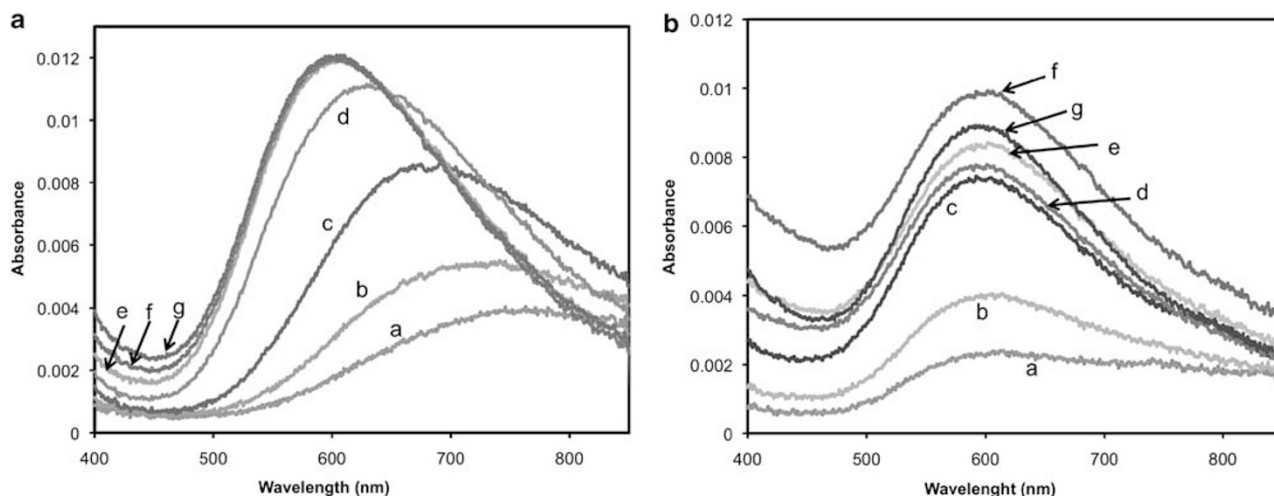 a
0.012
0.01
0.008
0.006
0.004
0.002
0
Absorbance
400
500
600
700
800
Wavelength (nm)
d
c
b
a
e
f
g
b
0.012
0.01
0.008
0.006
0.004
0.002
0
Absorbance
400
500
600
700
800
Wavelenght (nm)
f
g
e
d
c
b
a